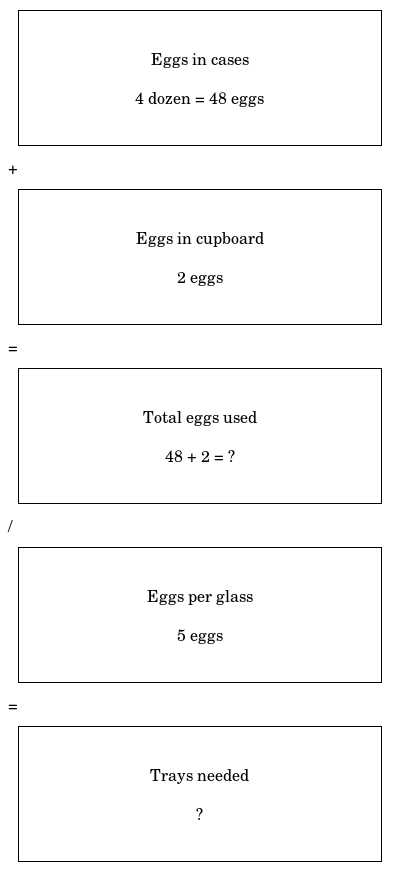 Eggs in cases
4 dozen = 48 eggs
+
Eggs in cupboard
2 eggs
=
Total eggs used
48 + 2 = ?
/
Eggs per glass
5 eggs
=
Trays needed
?